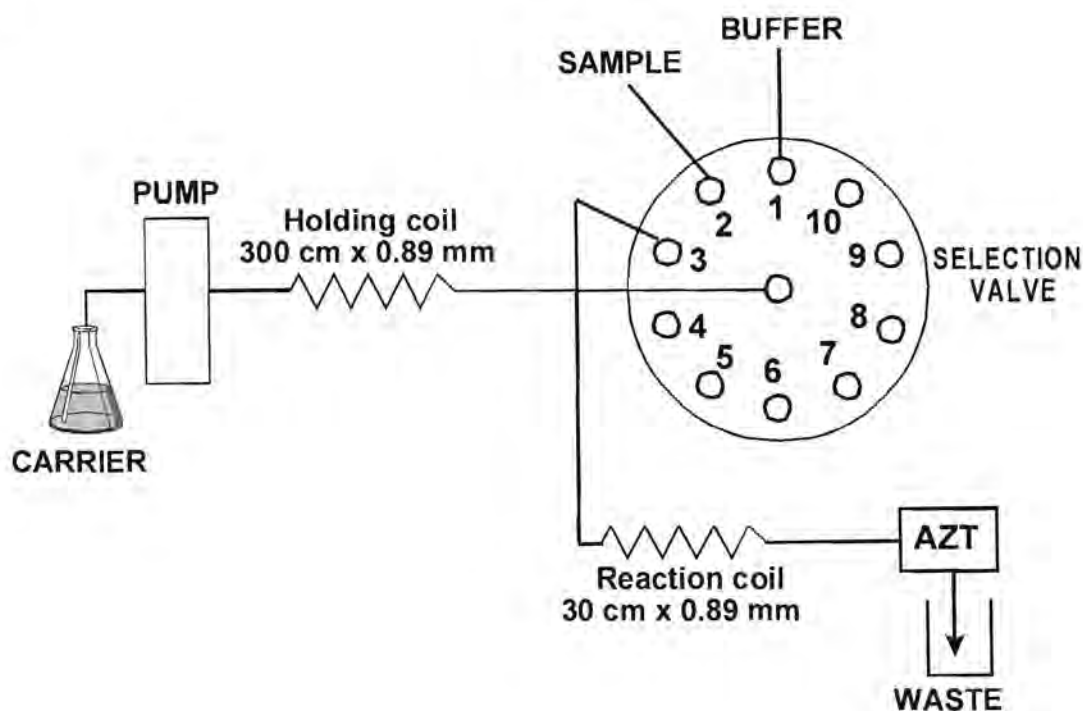 BUFFER
SAMPLE
PUMP
Holding coil
300 cm x 0.89 mm
1
2
3
4
5
6
7
8
9
10
SELECTION
VALVE
CARRIER
AZT
Reaction coil
30 cm x 0.89 mm
WASTE